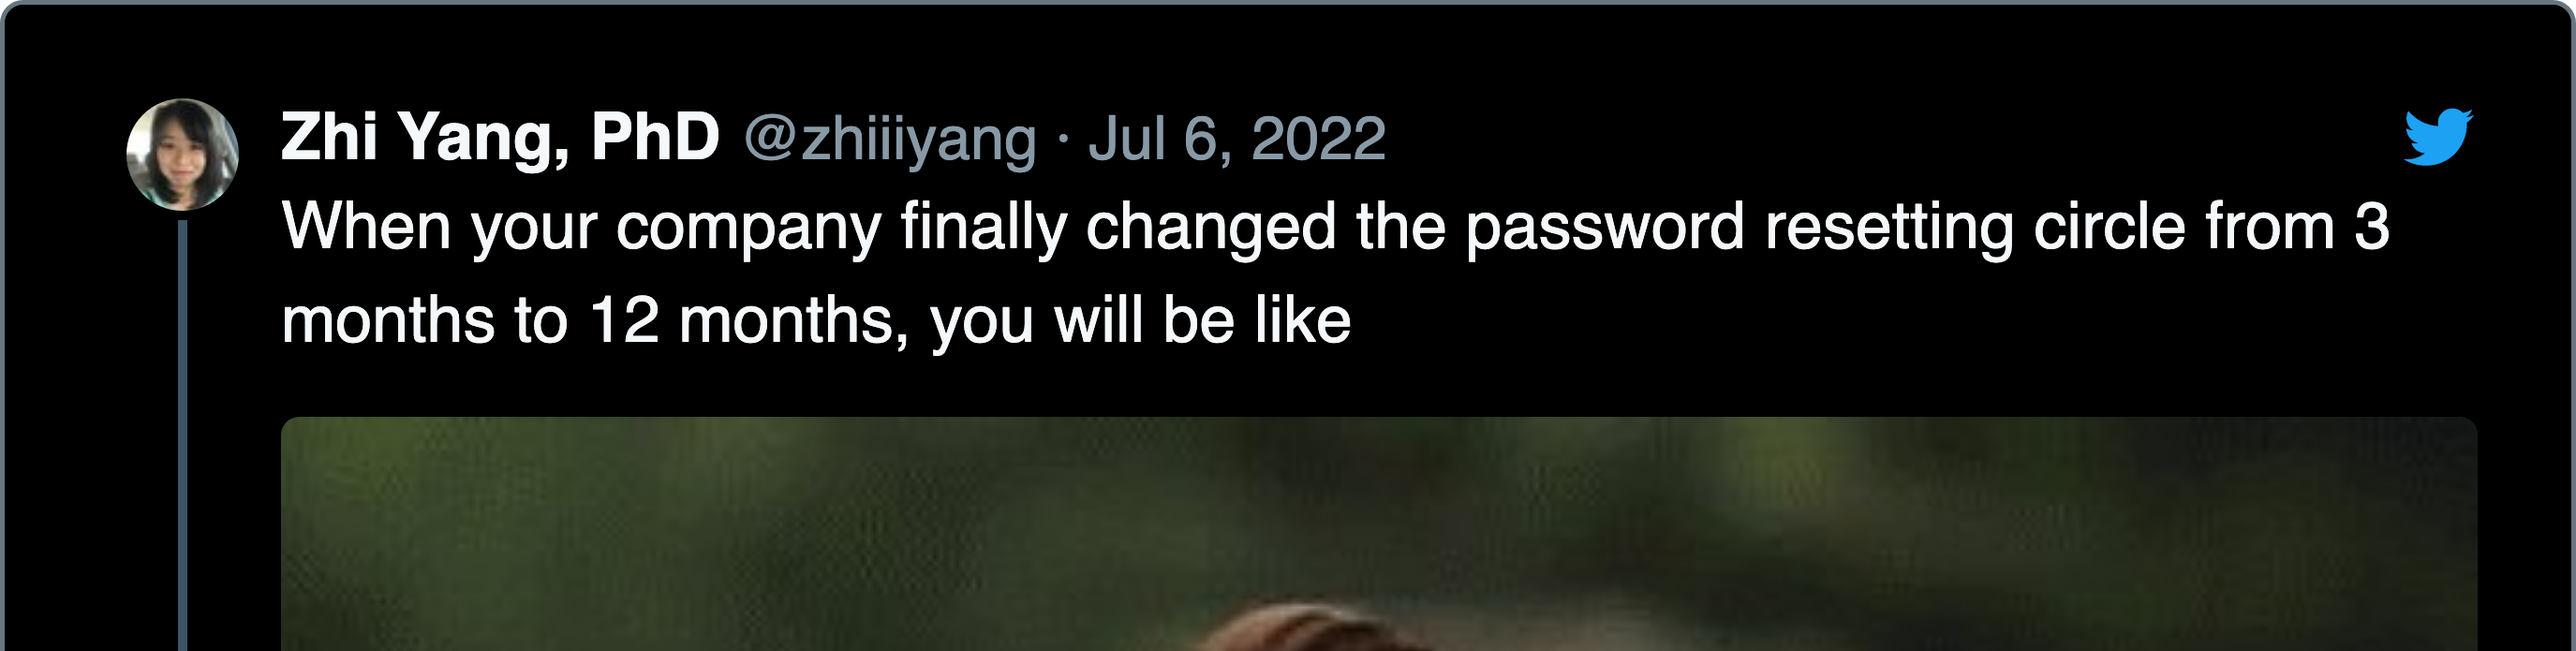 Zhi Yang, PhD @zhiiiyang · Jul 6, 2022
When your company finally changed the password resetting circle from 3
months to 12 months, you will be like